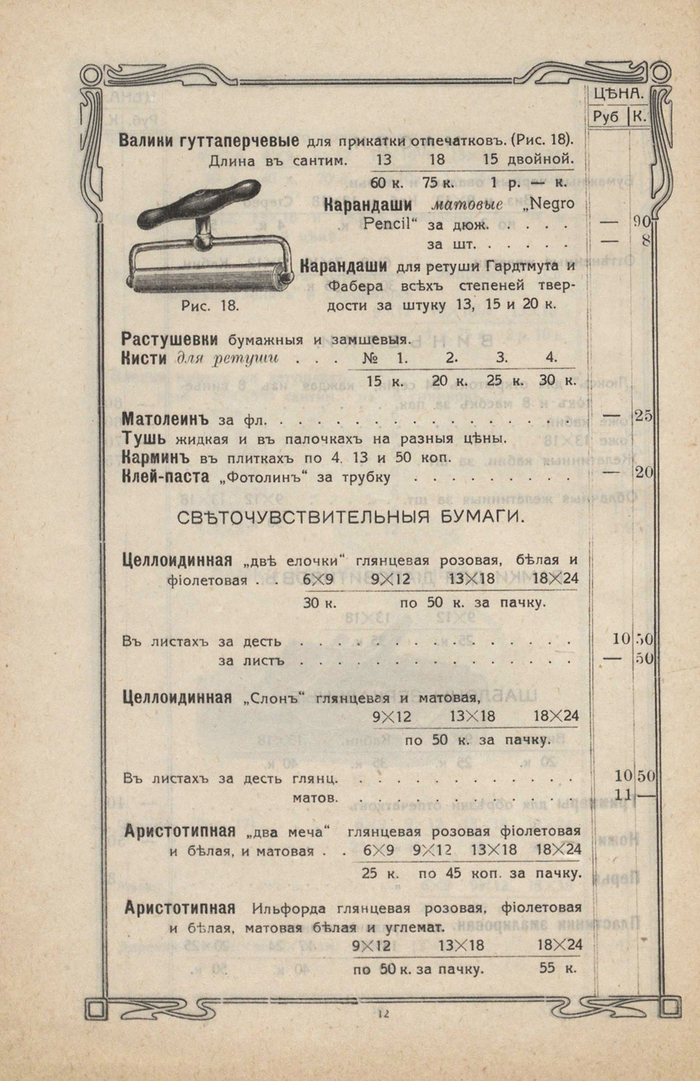 ЦѢНА.
Руб К.
Валики гуттаперчевые для прикатки отпечатковъ. (Рис. 18).
Длина въ сантим. 13 18 15 двойной.
60 к. 75 к. 1 р. — к.
Карандаши матовые „Negro
Pencil“ за дюж. . . . . — 90
за шт. . . . . . — 8
Карандаши для ретуши Гардтмута и
Фабера всѣхъ степеней твер-
дости за штуку 13, 15 и 20 к.
Рис. 18.
Растушевки бумажныя и замшевыя.
Кисти для ретуши . . . № 1. 2. 3. 4.
15 к. 20 к. 25 к. 30 к.
Матолеинъ за фл. . . . . . . . . . . . . . . . — 25
Тушь жидкая и въ палочкахъ на разныя цѣны.
Карминъ въ плиткахъ по 4, 13 и 50 коп.
Клей-паста „Фотолинъ“ за трубку . . . . . . . . — 20
СВѢТОЧУВСТВИТЕЛЬНЫЯ БУМАГИ.
Целлоидинная „двѣ елочки“ глянцевая розовая, бѣлая и
фіолетовая . . 6×9 9×12 13×18 18×24
30 к. по 50 к. за пачку.
Въ листахъ за десть . . . . . . . . . . . . . . 10 50
за листъ . . . . . . . . . . . . . . — 50
Целлоидинная „Слонъ“ глянцевая и матовая,
9×12 13×18 18×24
по 50 к. за пачку.
Въ листахъ за десть глянц. . . . . . . . . . . . 10 50
матов. . . . . . . . . . . . 11 —
Аристотипная „два меча“ глянцевая розовая фіолетовая
и бѣлая, и матовая . . 6×9 9×12 13×18 18×24
25 к. по 45 коп. за пачку.
Аристотипная Ильфорда глянцевая розовая, фіолетовая
и бѣлая, матовая бѣлая и углемат.
9×12 13×18 18×24
по 50 к. за пачку. 55 к.
12